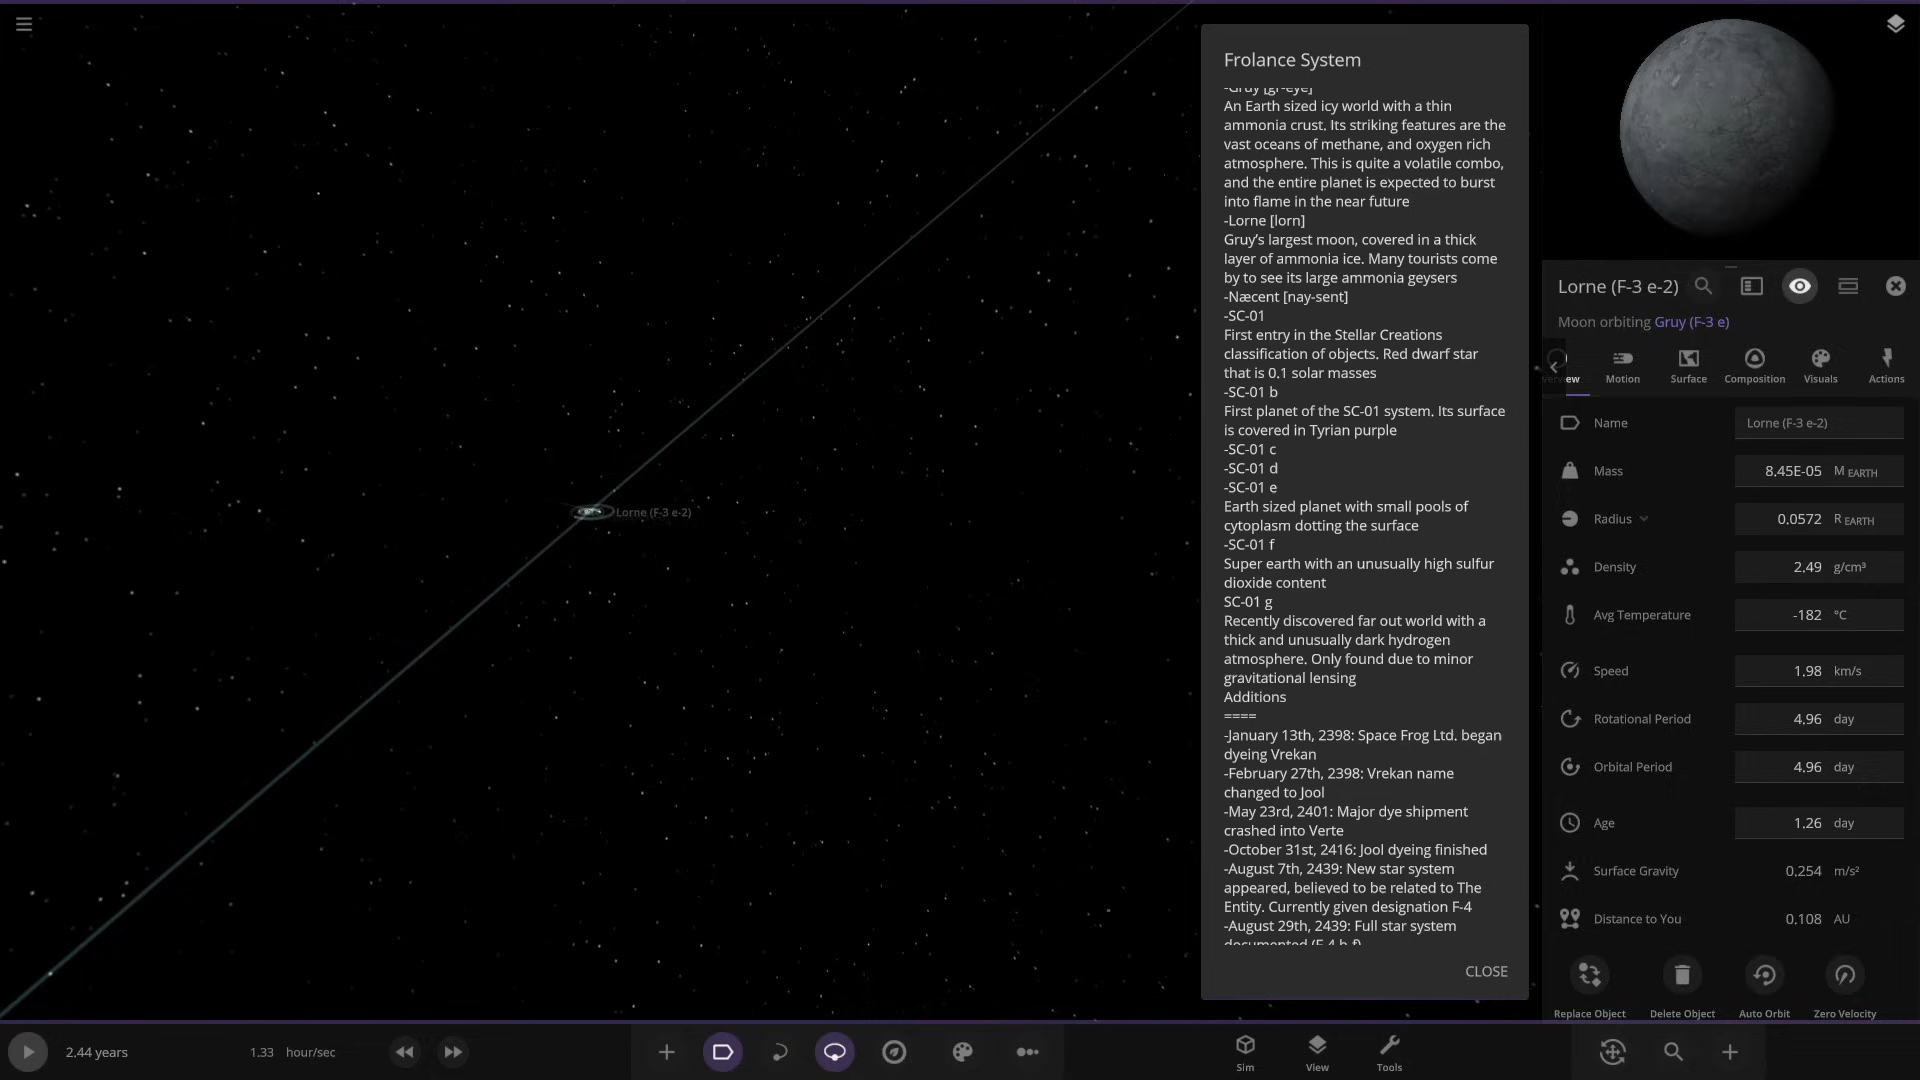 Frolance System
-Gruy [gr-eye]
An Earth sized icy world with a thin
ammonia crust. Its striking features are the
vast oceans of methane, and oxygen rich
atmosphere. This is quite a volatile combo,
and the entire planet is expected to burst
into flame in the near future
-Lorne [lorn]
Gruy's largest moon, covered in a thick
layer of ammonia ice. Many tourists come
by to see its large ammonia geysers
-Næcent [nay-sent]
-SC-01
First entry in the Stellar Creations
classification of objects. Red dwarf star
that is 0.1 solar masses
-SC-01 b
First planet of the SC-01 system. Its surface
is covered in Tyrian purple
-SC-01 c
-SC-01 d
-SC-01 e
Earth sized planet with small pools of
cytoplasm dotting the surface
-SC-01 f
Super earth with an unusually high sulfur
dioxide content
SC-01 g
Recently discovered far out world with a
thick and unusually dark hydrogen
atmosphere. Only found due to minor
gravitational lensing
Additions
====
-January 13th, 2398: Space Frog Ltd. began
dyeing Vrekan
-February 27th, 2398: Vrekan name
changed to Jool
-May 23rd, 2401: Major dye shipment
crashed into Verte
-October 31st, 2416: Jool dyeing finished
-August 7th, 2439: New star system
appeared, believed to be related to The
Entity. Currently given designation F-4
-August 29th, 2439: Full star system
documented (F-4 b-f)
CLOSE
Lorne (F-3 e-2)
Lorne (F-3 e-2)
Moon orbiting Gruy (F-3 e)
Motion
Surface
Composition
Visuals
Actions
Name Lorne (F-3 e-2)
Mass 8.45E-05 M EARTH
Radius 0.0572 R EARTH
Density 2.49 g/cm³
Avg Temperature -182 °C
Speed 1.98 km/s
Rotational Period 4.96 day
Orbital Period 4.96 day
Age 1.26 day
Surface Gravity 0.254 m/s²
Distance to You 0.108 AU
Replace Object
Delete Object
Auto Orbit
Zero Velocity
2.44 years
1.33 hour/sec
Sim
View
Tools